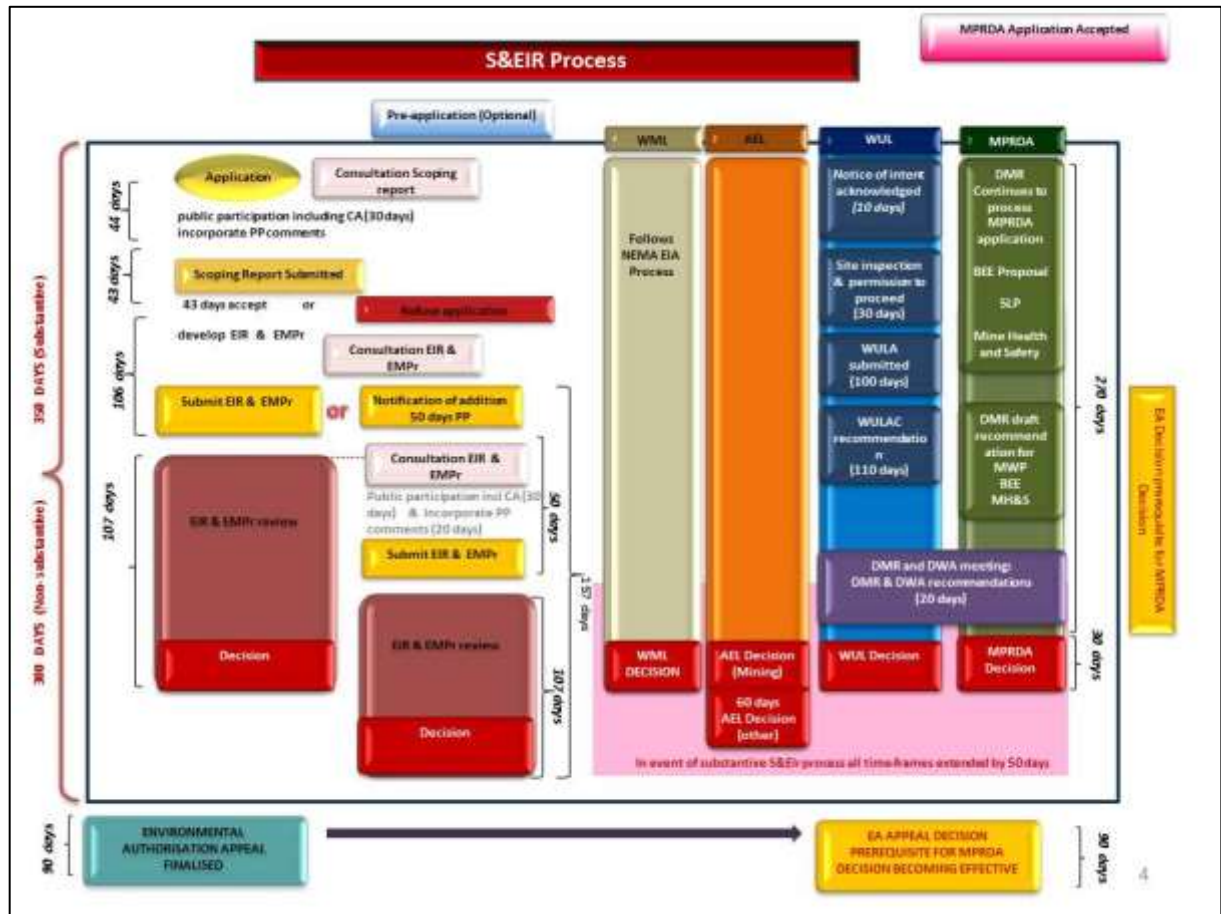 MPRDA Application Accepted
S&EIR Process
Pre-application (Optional)
Application
Consultation Scoping
report
public participation including CA (30 days)
incorporate PP comments
44 days
Scoping Report Submitted
43 days accept or
Refuse application
43 days
develop EIR & EMPr
Consultation EIR &
EMPr
106 days
Submit EIR & EMPr
or
Notification of addition
50 days PP
350 DAYS (Substantive)
300 DAYS (Non-substantive)
107 days
EIR & EMPr review
Decision
Consultation EIR &
EMPr
Public participation incl CA (30
days) & incorporate PP
comments (20 days)
Submit EIR & EMPr
50 days
157 days
EIR & EMPr review
Decision
107 days
WML
Follows
NEMA EIA
Process
WML
DECISION
AEL
AEL Decision
(Mining)
60 days
AEL Decision
(other)
WUL
Notice of intent
acknowledged
Site inspection
& permission to
proceed
(30 days)
WULA
submitted
(100 days)
WULAC
recommendatio
n
(110 days)
WUL Decision
MPRDA
DMR
Continues to
process
MPRDA
application
BEE Proposal
SLP
Mine Health
and Safety
DMR draft
recommend
ation for
MWP
BEE
MH&S
DMR and DWA meeting:
DMR & DWA recommendations
(20 days)
MPRDA
Decision
270 days
30 days
EA Decision prerequisite for MPRDA
Decision
In event of substantive S&EIr process all time-frames extended by 50 days
90 days
ENVIRONMENTAL
AUTHORISATION APPEAL
FINALISED
EA APPEAL DECISION
PREREQUISITE FOR MPRDA
DECISION BECOMING EFFECTIVE
90 days
4